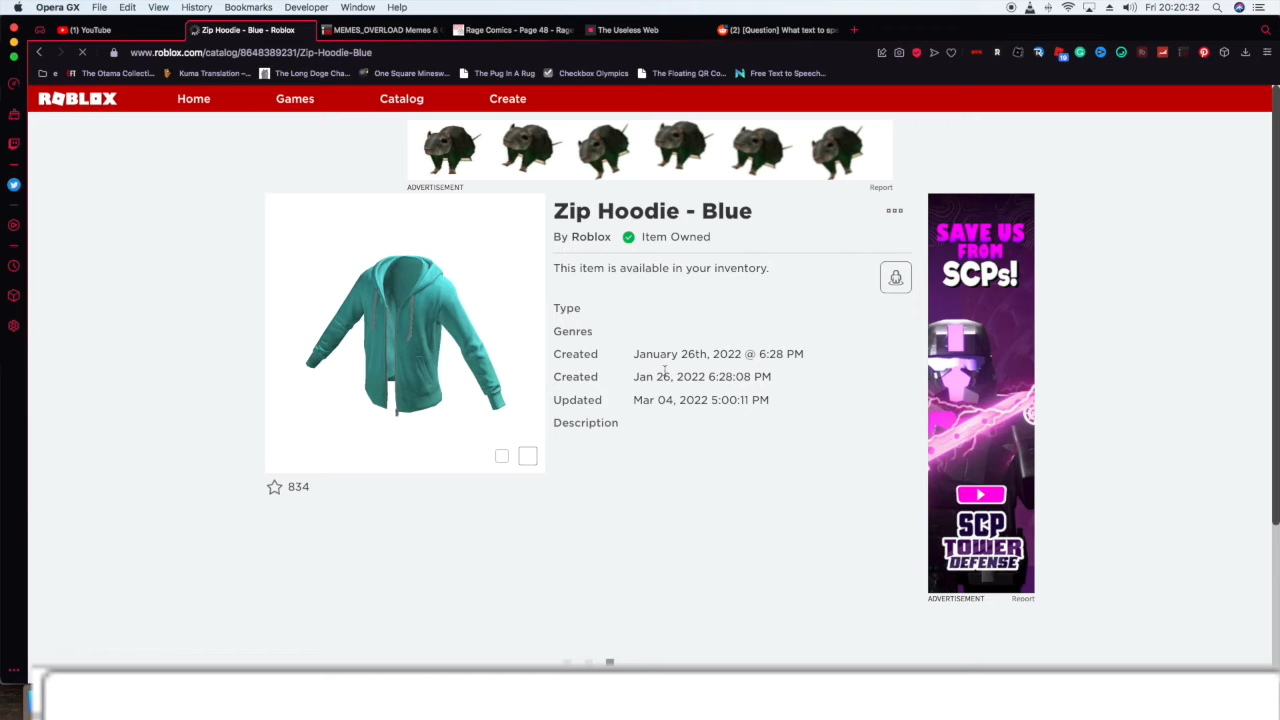 Opera GX File Edit View History Bookmarks Developer Window Help Fri 20:20:32
(1) YouTube Zip Hoodie - Blue - Roblox MEMES_OVERLOAD Memes & Rage Comics - Page 48 - Rage The Useless Web (2) [Question] What text to spe
www.roblox.com/catalog/8648389231/Zip-Hoodie-Blue
e The Otama Collecti... Kuma Translation –... The Long Doge Cha... One Square Minesw... The Pug In A Rug Checkbox Olympics The Floating QR Co... Free Text to Speech...
ROBLOX Home Games Catalog Create
ADVERTISEMENT Report
Zip Hoodie - Blue
By Roblox Item Owned
This item is available in your inventory.
Type
Genres
Created January 26th, 2022 @ 6:28 PM
Created Jan 26, 2022 6:28:08 PM
Updated Mar 04, 2022 5:00:11 PM
Description
834
SAVE US
FROM
SCPs!
SCP
TOWER
DEFENSE
ADVERTISEMENT Report